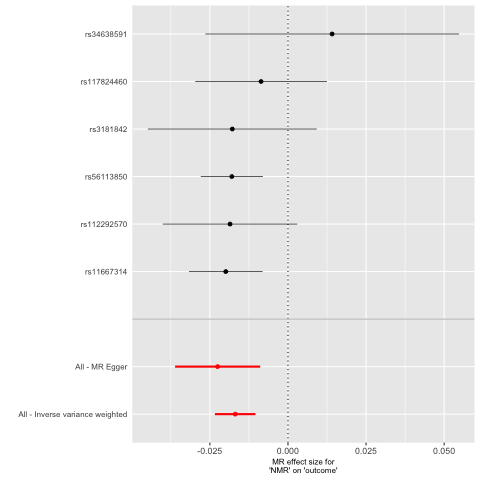 rs34638591
rs117824460
rs3181842
rs56113850
rs112292570
rs11667314
All - MR Egger
All - Inverse variance weighted
-0.025 0.000 0.025 0.050
MR effect size for
'NMR' on 'outcome'